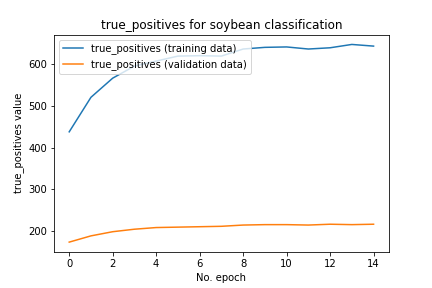 true_positives for soybean classification
true_positives (training data)
true_positives (validation data)
true_positives value
600
500
400
300
200
0 2 4 6 8 10 12 14
No. epoch